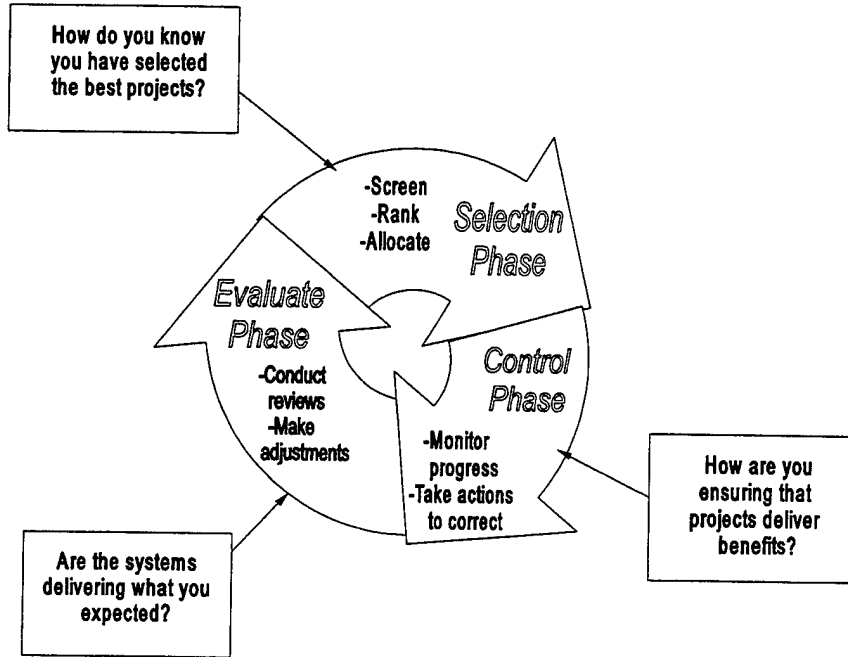 How do you know
you have selected
the best projects?
-Screen
-Rank
-Allocate
Selection
Phase
Evaluate
Phase
-Conduct
reviews
-Make
adjustments
Control
Phase
-Monitor
progress
-Take actions
to correct
How are you
ensuring that
projects deliver
benefits?
Are the systems
delivering what you
expected?